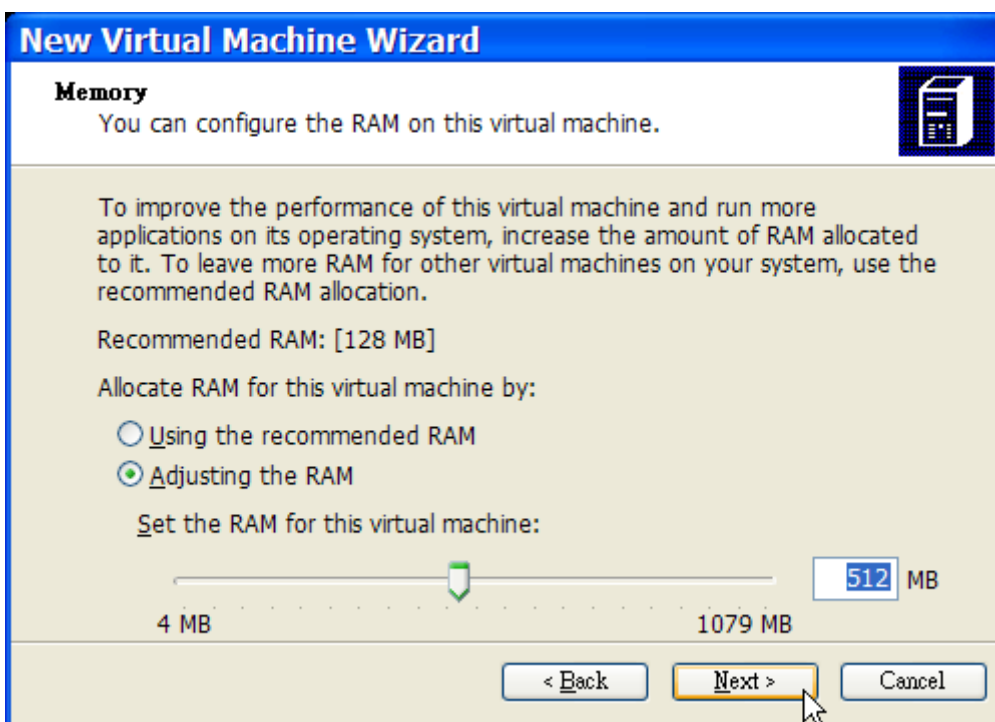 New Virtual Machine Wizard
Memory
You can configure the RAM on this virtual machine.
To improve the performance of this virtual machine and run more
applications on its operating system, increase the amount of RAM allocated
to it. To leave more RAM for other virtual machines on your system, use the
recommended RAM allocation.
Recommended RAM: [128 MB]
Allocate RAM for this virtual machine by:
Using the recommended RAM
Adjusting the RAM
Set the RAM for this virtual machine:
512 MB
4 MB 1079 MB
< Back Next > Cancel